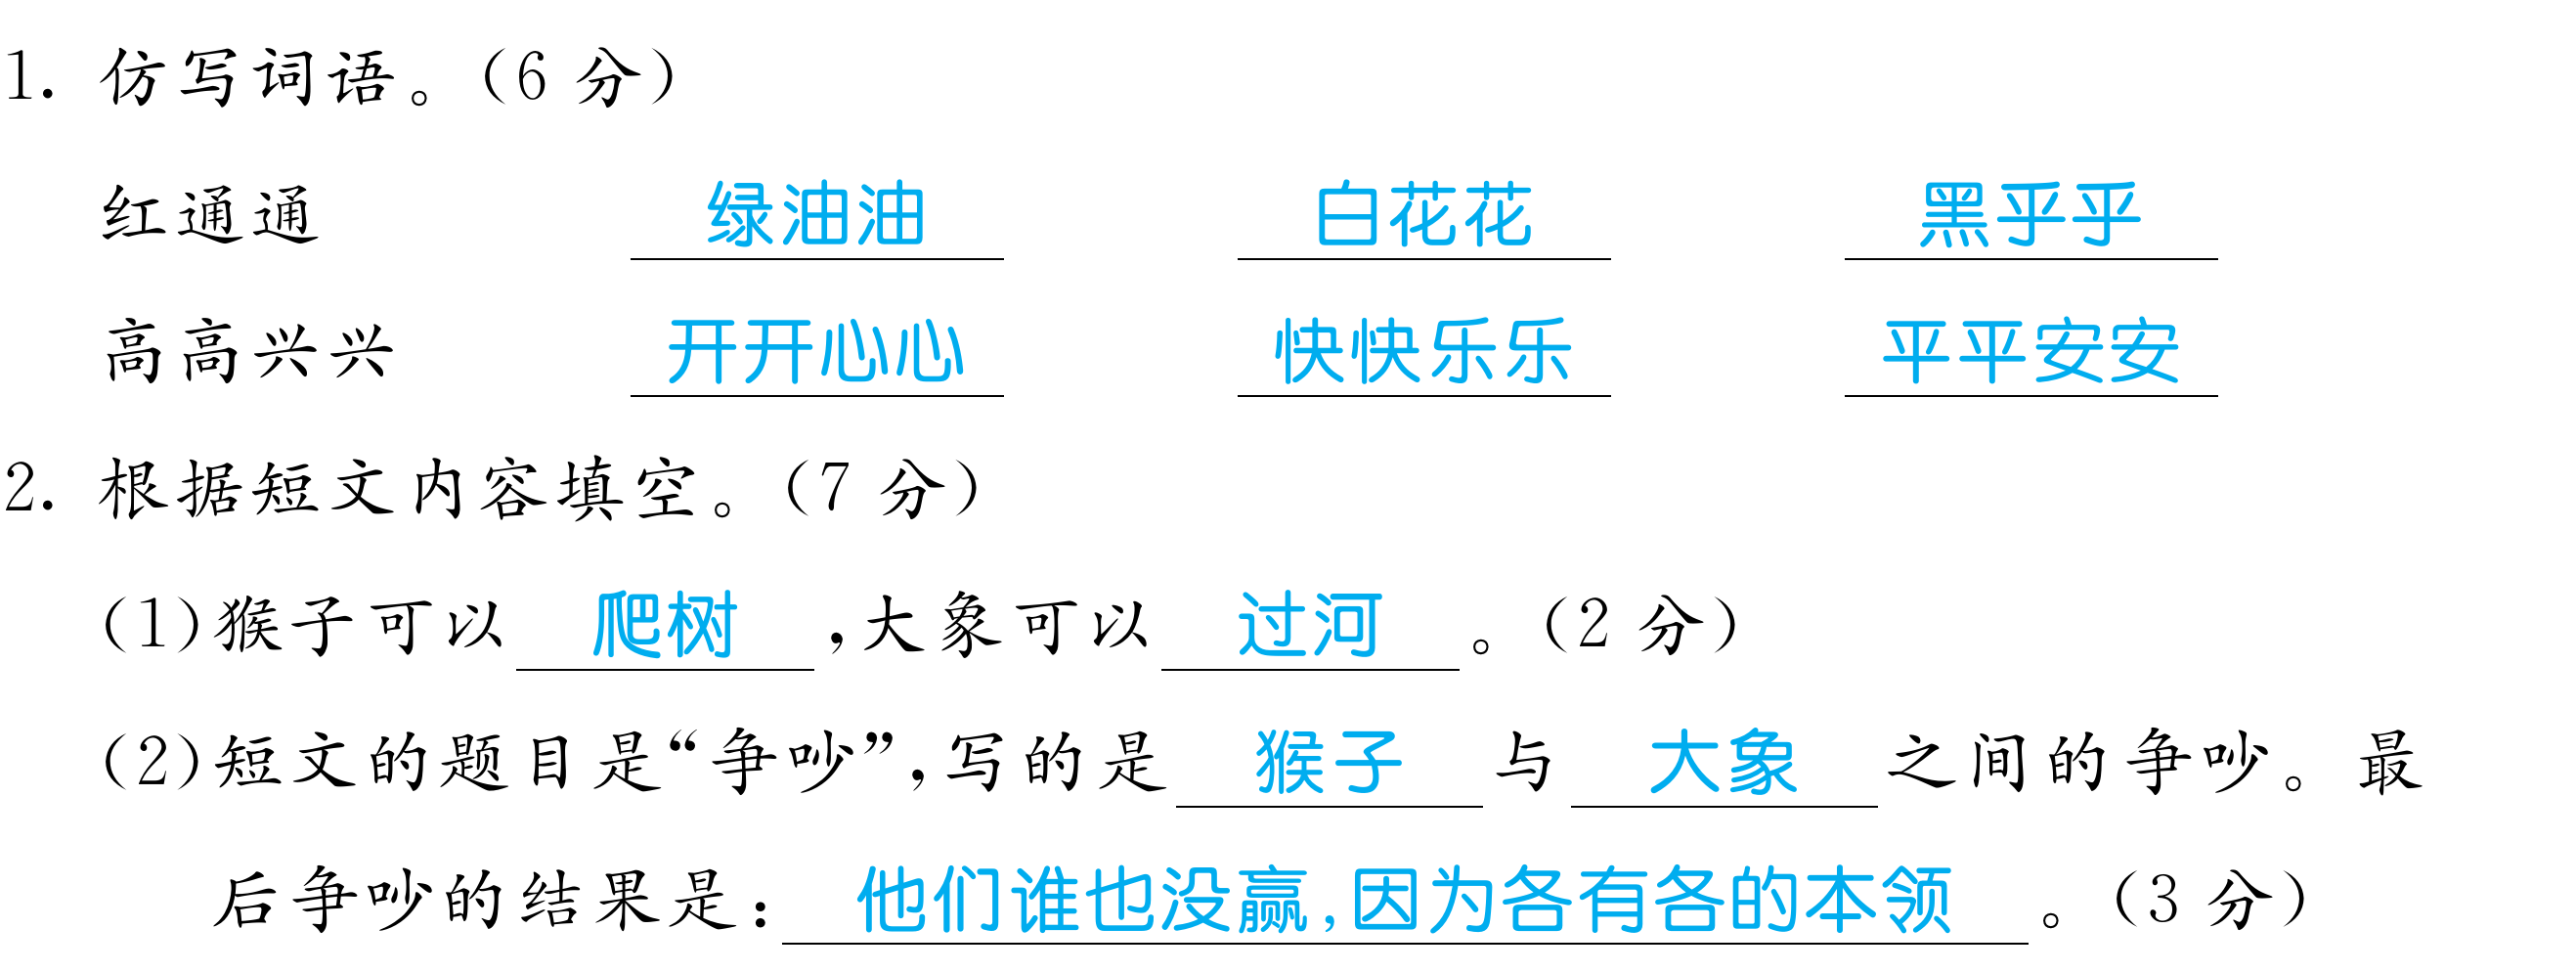 1. 仿写词语。(6 分)
红通通 绿油油 白花花 黑乎乎
高高兴兴 开开心心 快快乐乐 平平安安
2. 根据短文内容填空。(7 分)
(1)猴子可以 爬树 ,大象可以 过河 。(2 分)
(2)短文的题目是“争吵”,写的是 猴子 与 大象 之间的争吵。最
后争吵的结果是: 他们谁也没赢,因为各有各的本领 。(3 分)